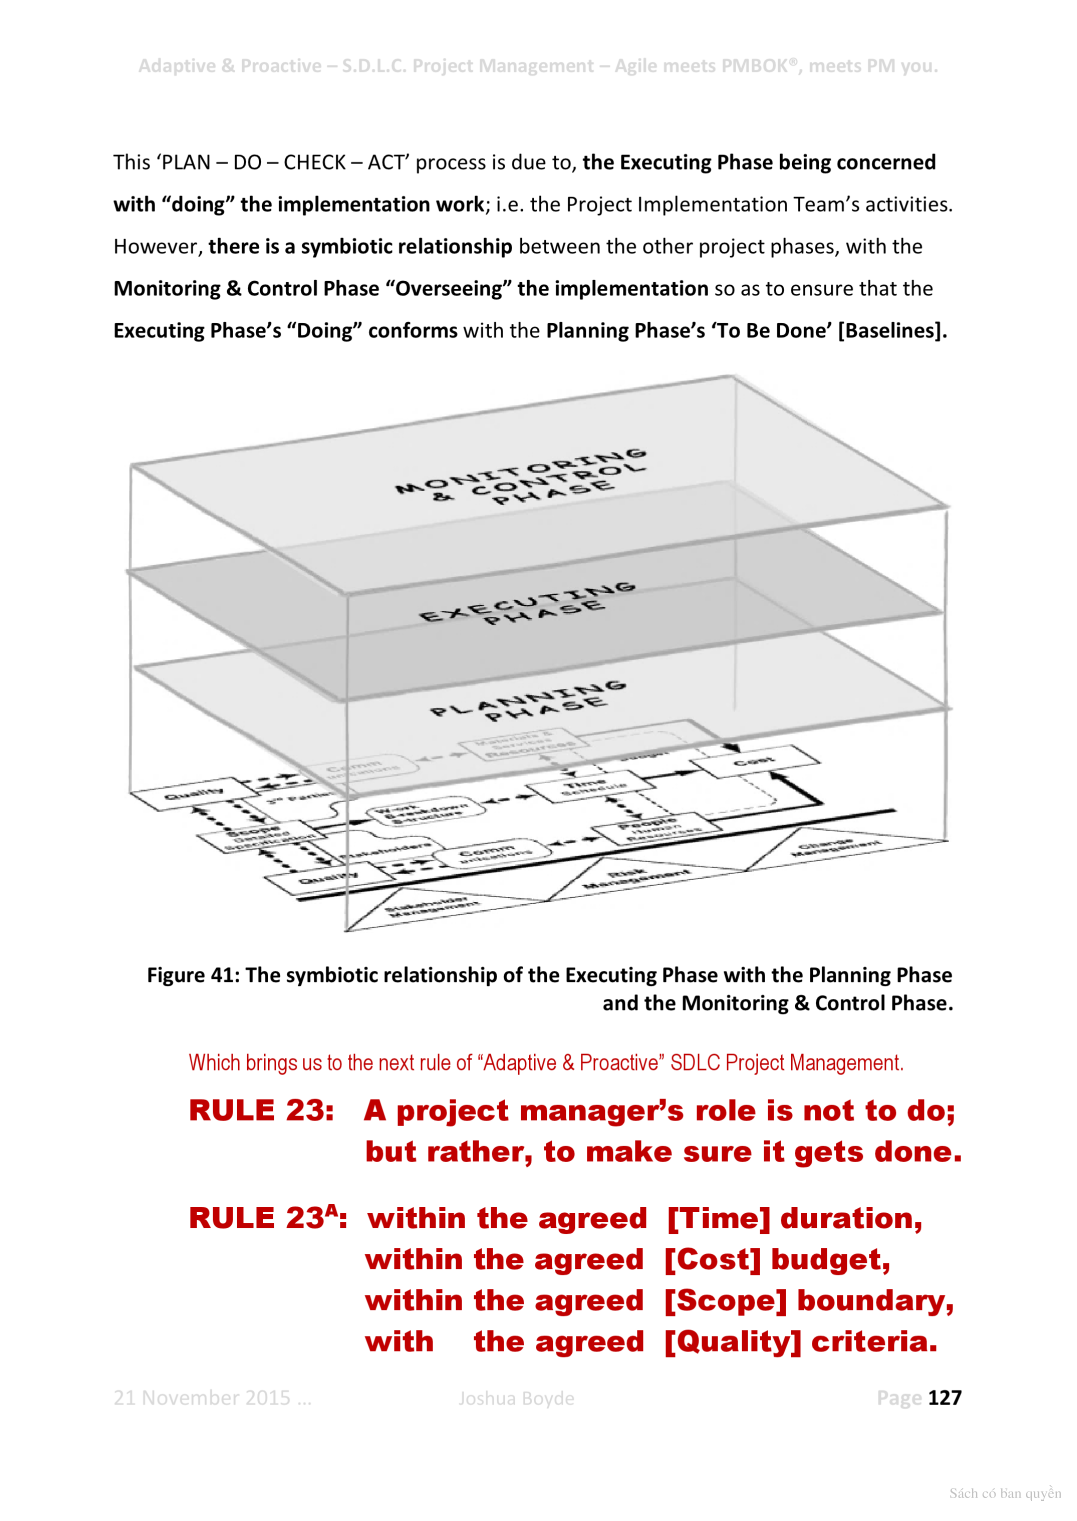 Adaptive & Proactive – S.D.L.C. Project Management – Agile meets PMBOK®, meets PM you.
This ‘PLAN – DO – CHECK – ACT’ process is due to, the Executing Phase being concerned
with “doing” the implementation work; i.e. the Project Implementation Team’s activities.
However, there is a symbiotic relationship between the other project phases, with the
Monitoring & Control Phase “Overseeing” the implementation so as to ensure that the
Executing Phase’s “Doing” conforms with the Planning Phase’s ‘To Be Done’ [Baselines].
MONITORING
& CONTROL
PHASE
EXECUTING
PHASE
PLANNING
PHASE
Materials &
Services
Resources
Comm
unications
Budget
Cost
Quality
3rd Parties
Time
Schedule
Work
Breakdown
Structure
Scope
Detailed
Specification
People
Human
Resources
Stakeholders
Comm
unications
Quality
Change
Management
Risk
Management
Stakeholder
Management
Figure 41: The symbiotic relationship of the Executing Phase with the Planning Phase
and the Monitoring & Control Phase.
Which brings us to the next rule of “Adaptive & Proactive” SDLC Project Management.
RULE 23: A project manager’s role is not to do;
but rather, to make sure it gets done.
RULE 23A: within the agreed [Time] duration,
within the agreed [Cost] budget,
within the agreed [Scope] boundary,
with the agreed [Quality] criteria.
21 November 2015 … Joshua Boyde Page 127
Sách có bản quyền